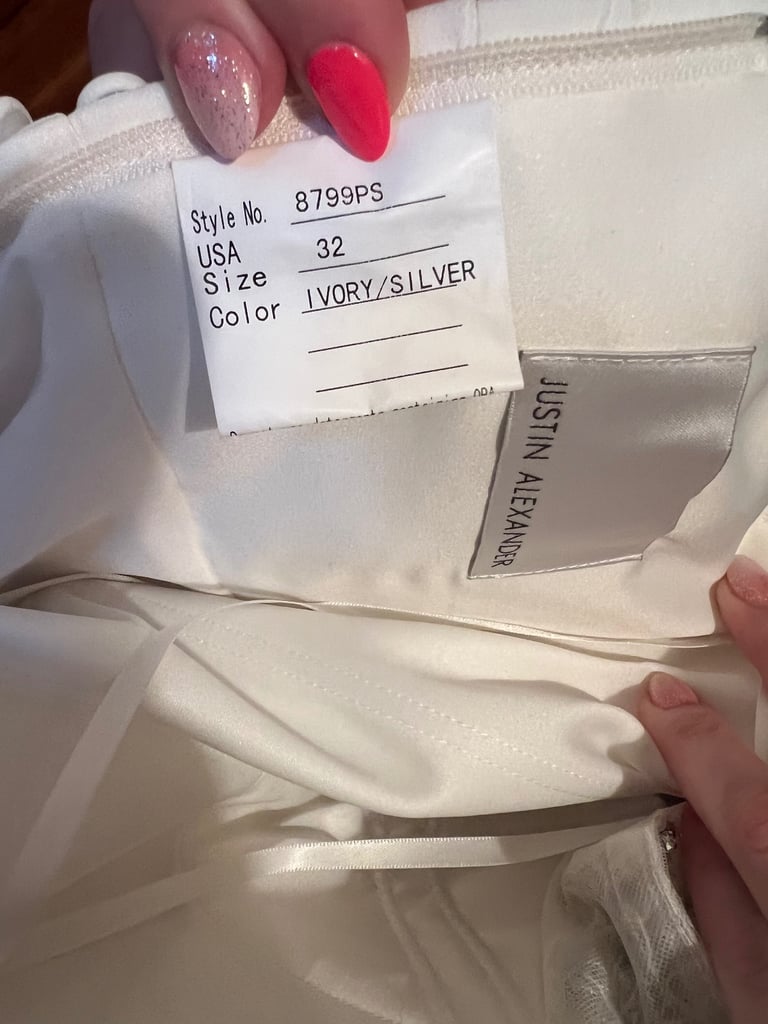 Style No. 8799PS
USA
Size 32
Color IVORY/SILVER
JUSTIN ALEXANDER